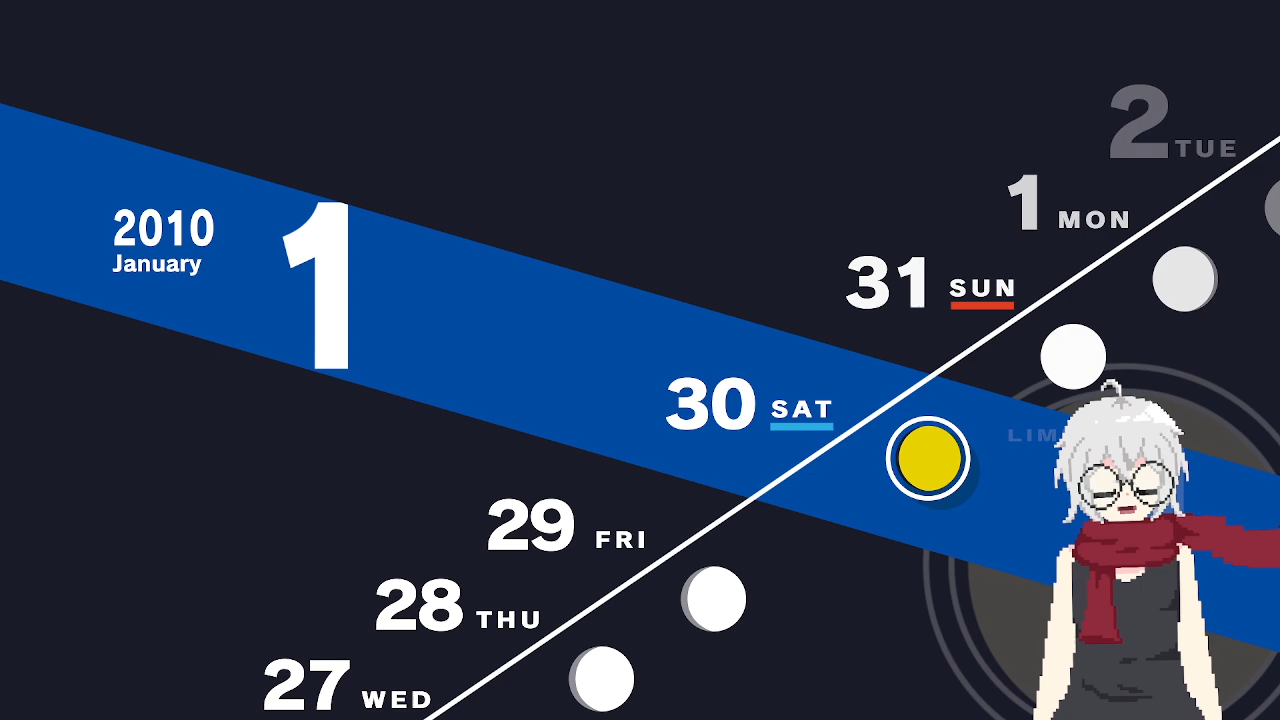 2010
January
1
2 TUE
1 MON
31 SUN
30 SAT
29 FRI
28 THU
27 WED